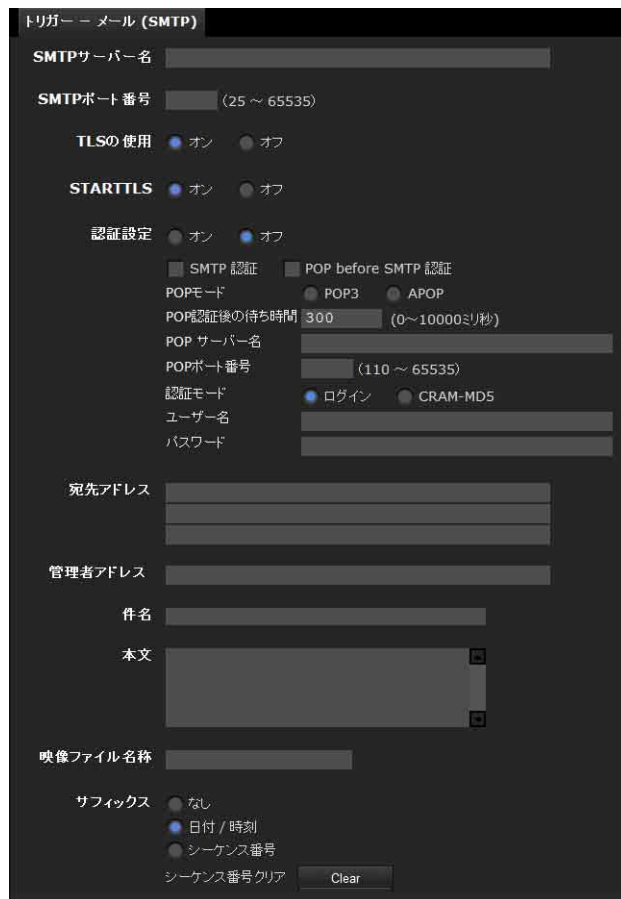 トリガー － メール (SMTP)
SMTPサーバー名
SMTPポート番号 (25 ～ 65535)
TLSの使用 オン オフ
STARTTLS オン オフ
認証設定 オン オフ
SMTP 認証 POP before SMTP 認証
POPモード POP3 APOP
POP認証後の待ち時間 300 (0～10000ミリ秒)
POP サーバー名
POPポート番号 (110 ～ 65535)
認証モード ログイン CRAM-MD5
ユーザー名
パスワード
宛先アドレス
管理者アドレス
件名
本文
映像ファイル名称
サフィックス なし
日付 / 時刻
シーケンス番号
シーケンス番号クリア Clear